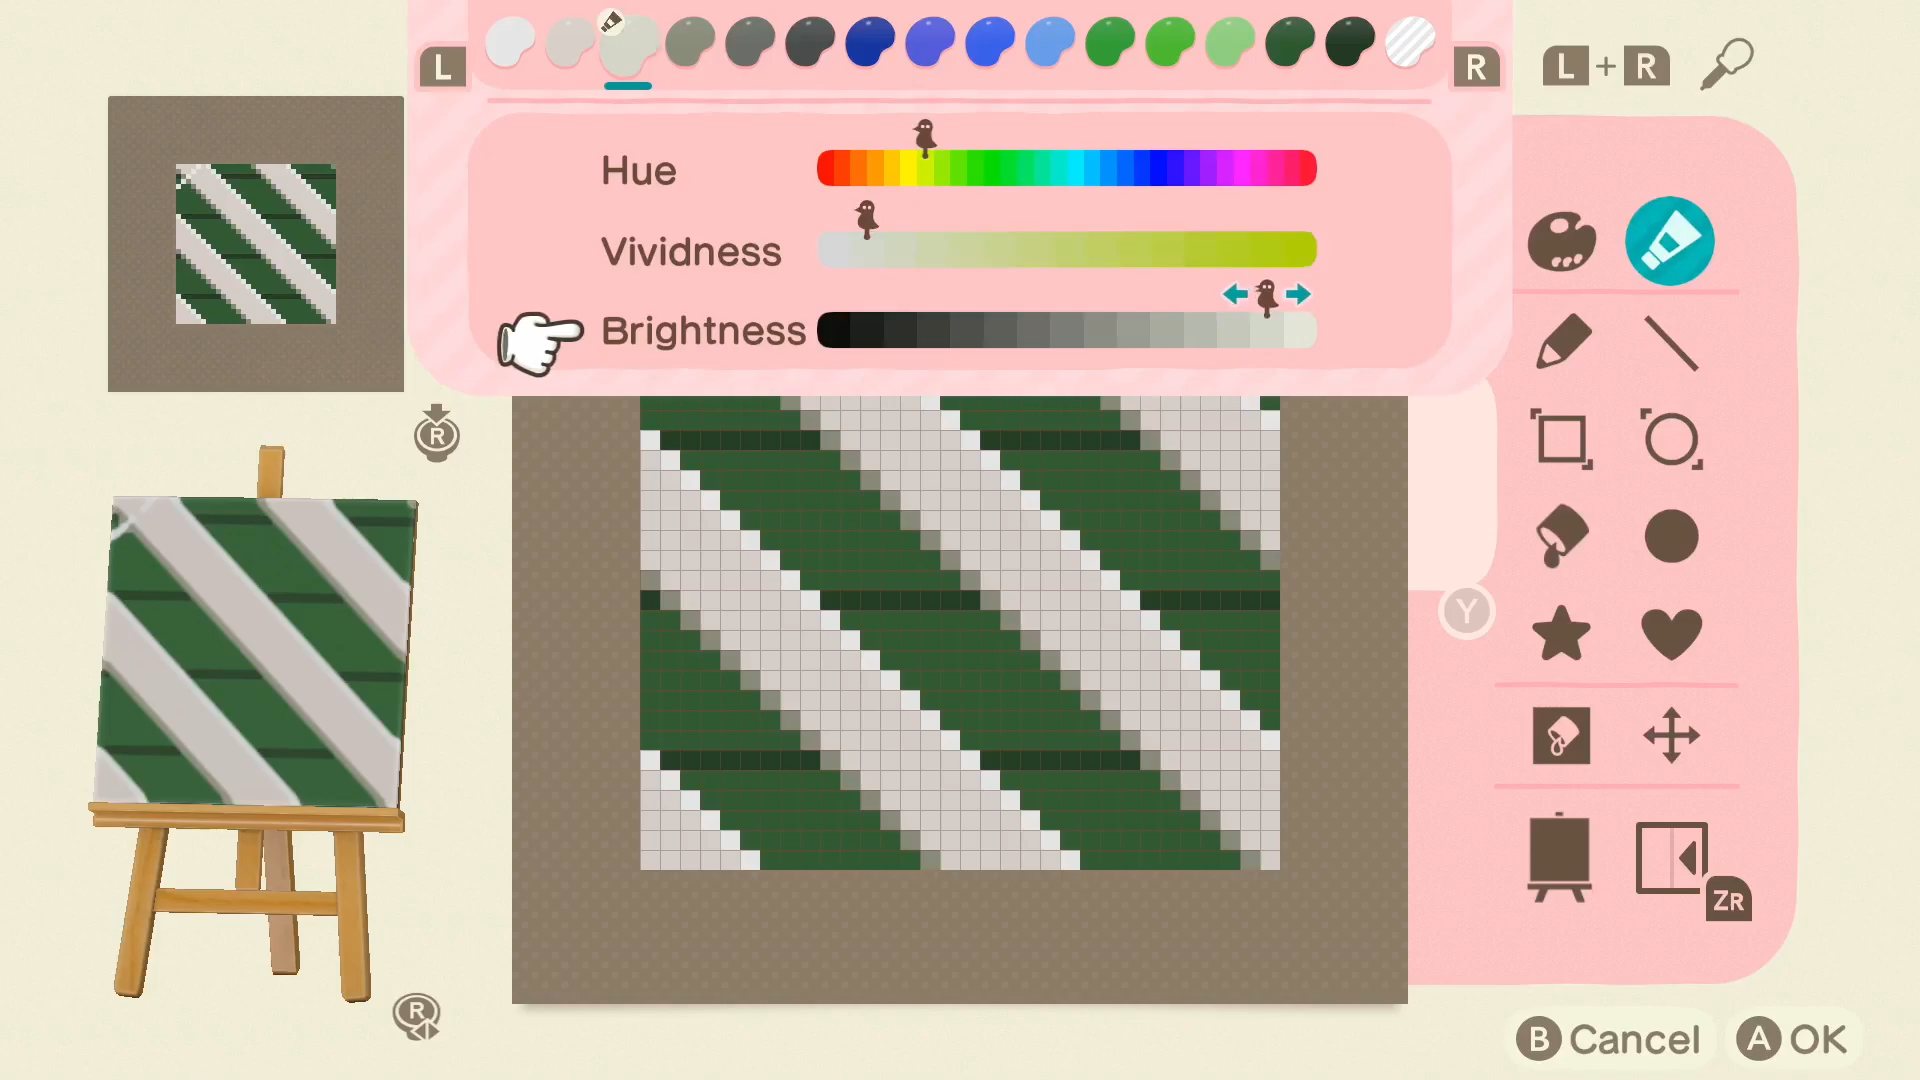 L
R
L + R
Hue
Vividness
Brightness
R
Y
ZR
R
B Cancel
A OK